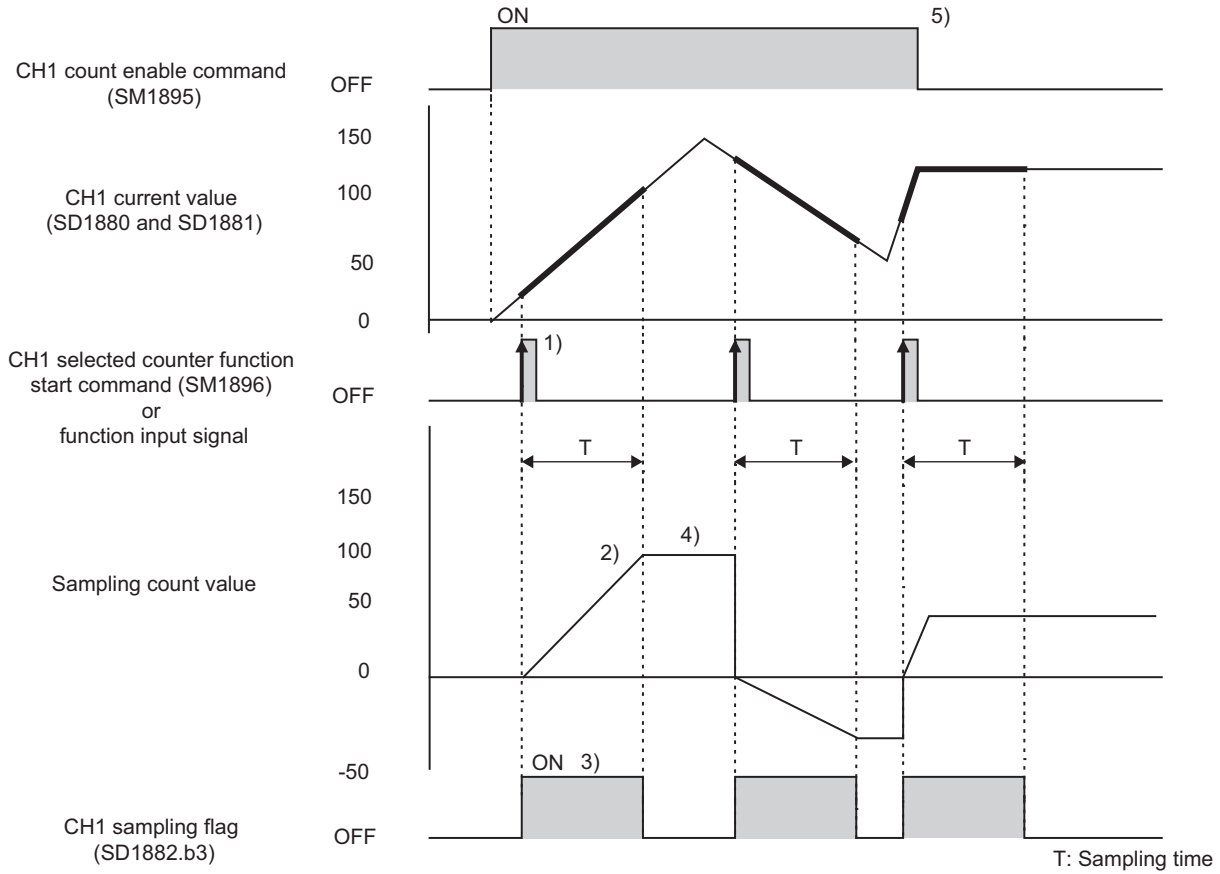 ON
5)
CH1 count enable command
(SM1895)
OFF
150
100
50
0
CH1 current value
(SD1880 and SD1881)
CH1 selected counter function
start command (SM1896)
or
function input signal
OFF
1)
T
T
T
150
100
50
0
-50
2)
4)
Sampling count value
ON 3)
CH1 sampling flag
(SD1882.b3)
OFF
T: Sampling time